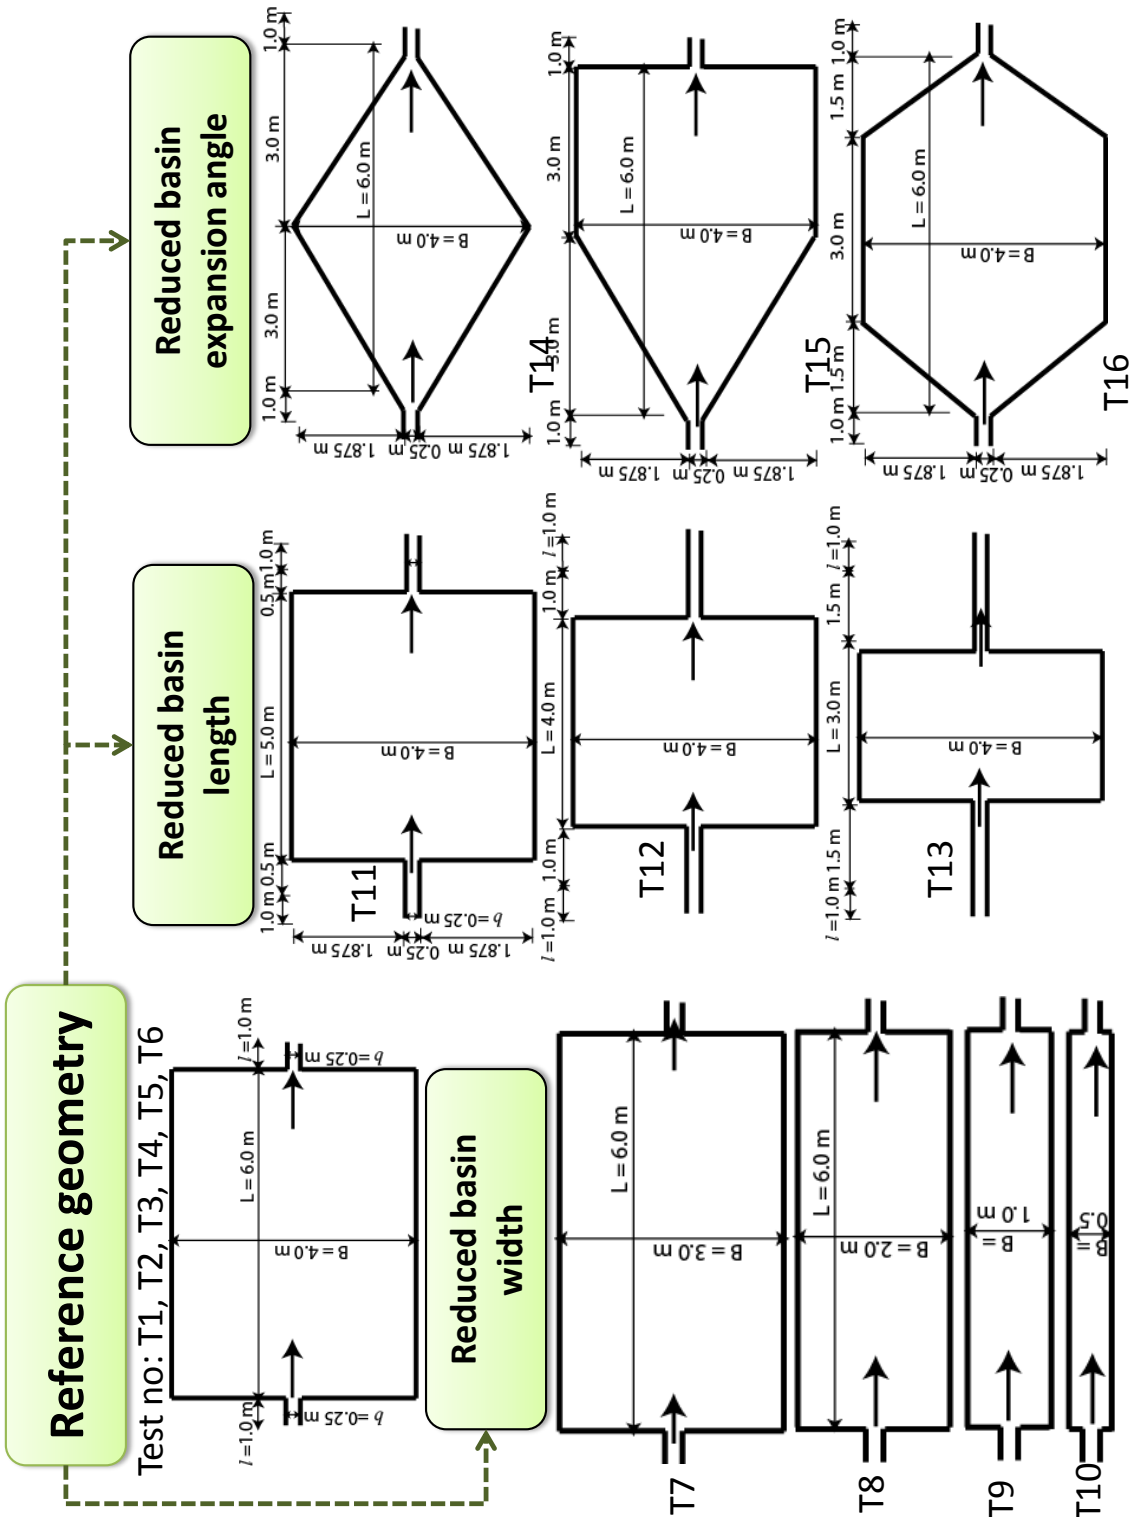 Reference geometry
Test no: T1, T2, T3, T4, T5, T6
l =1.0 m
L = 6.0 m
l =1.0 m
B = 4.0 m
b =0.25 m
b =0.25 m
Reduced basin
width
L = 6.0 m
B = 3.0 m
T7
L = 6.0 m
B = 2.0 m
T8
B =
1.0 m
T9
B =
0.5
T10
Reduced basin
length
1.0 m
0.5 m
L = 5.0 m
0.5 m
1.0 m
B = 4.0 m
1.875 m
0.25 m
1.875 m
b =0.25 m
T11
l =1.0 m
1.0 m
L = 4.0 m
1.0 m
l =1.0 m
B = 4.0 m
T12
l =1.0 m
1.5 m
L = 3.0 m
1.5 m
l =1.0 m
B = 4.0 m
T13
Reduced basin
expansion angle
1.0 m
3.0 m
3.0 m
1.0 m
L = 6.0 m
B = 4.0 m
1.875 m
0.25 m
1.875 m
T14
1.0 m
3.0 m
3.0 m
1.0 m
L = 6.0 m
B = 4.0 m
1.875 m
0.25 m
1.875 m
T15
1.0 m
1.5 m
3.0 m
1.5 m
1.0 m
L = 6.0 m
B = 4.0 m
1.875 m
0.25 m
1.875 m
T16